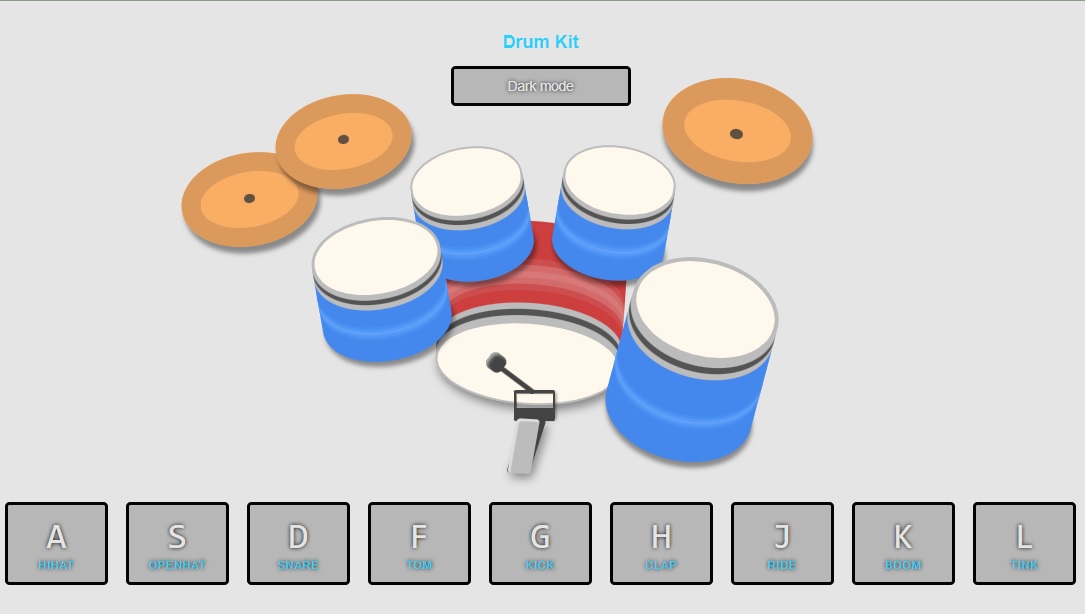 Drum Kit
Dark mode
A S D F G H J K L
HIHAT OPENHAT SNARE TOM KICK CLAP RIDE BOOM TINK